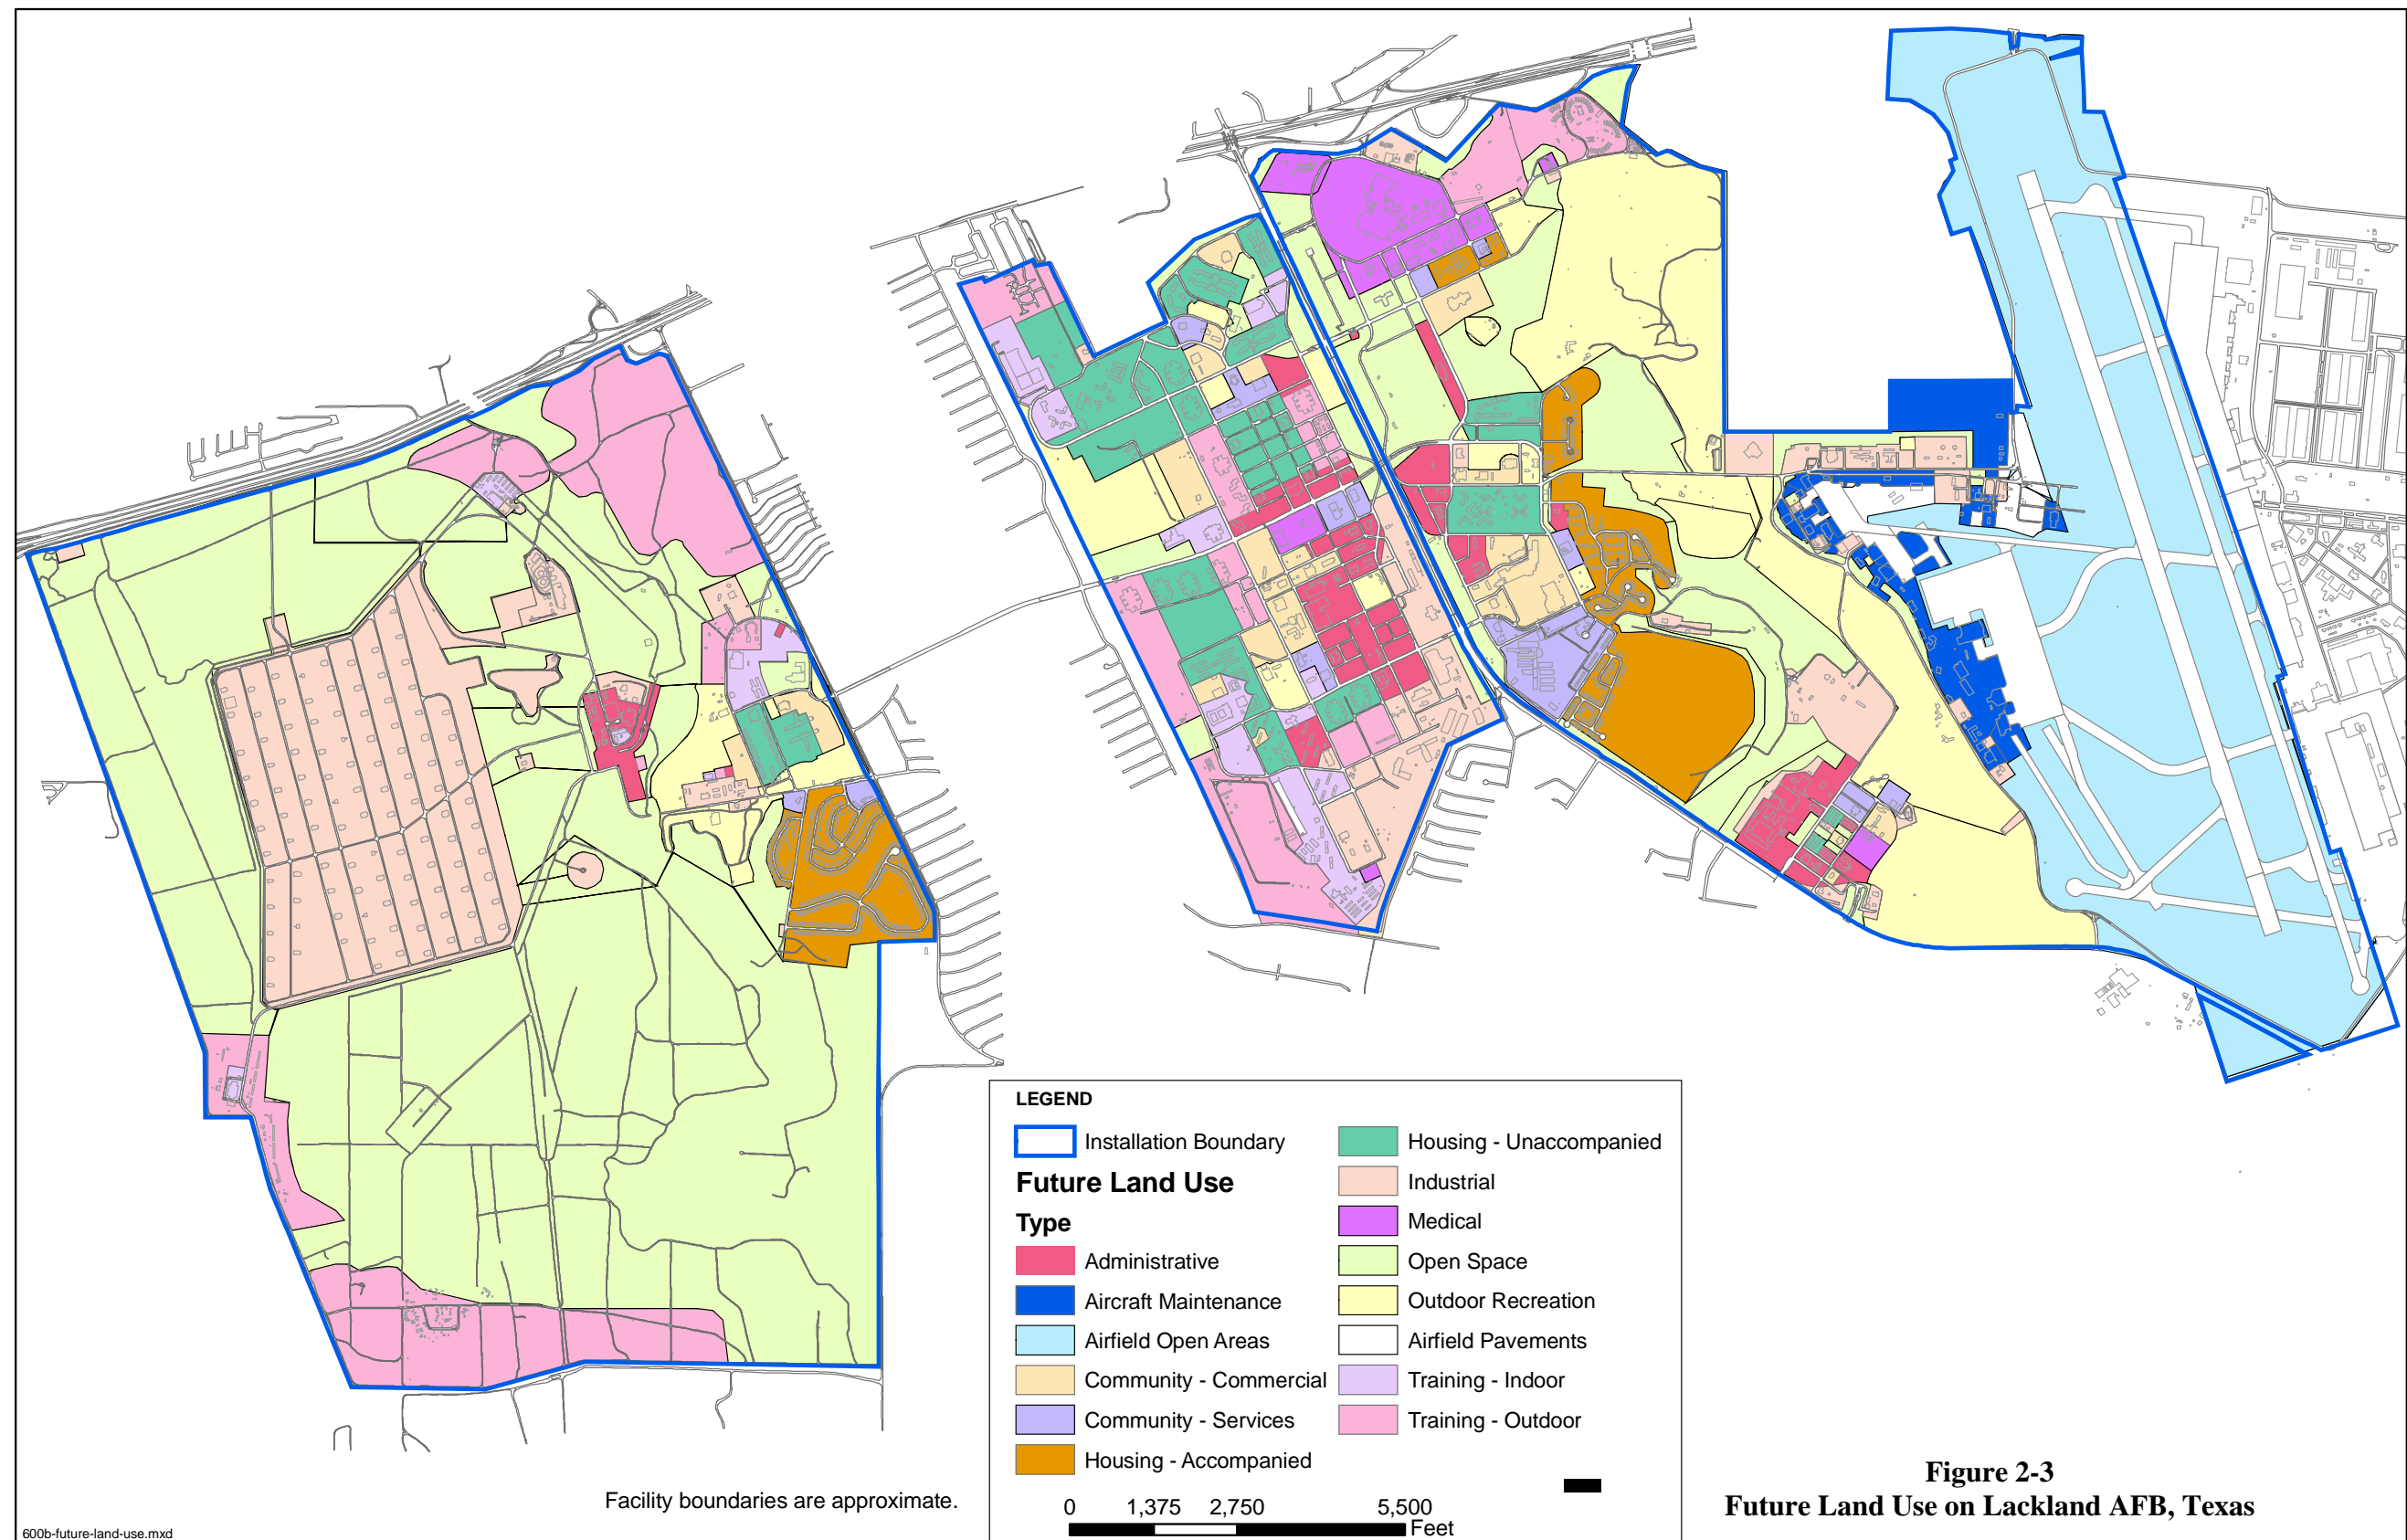 LEGEND
Installation Boundary
Future Land Use
Type
Administrative
Aircraft Maintenance
Airfield Open Areas
Community - Commercial
Community - Services
Housing - Accompanied
Housing - Unaccompanied
Industrial
Medical
Open Space
Outdoor Recreation
Airfield Pavements
Training - Indoor
Training - Outdoor
0 1,375 2,750 5,500
Feet
Facility boundaries are approximate.
600b-future-land-use.mxd
Figure 2-3
Future Land Use on Lackland AFB, Texas